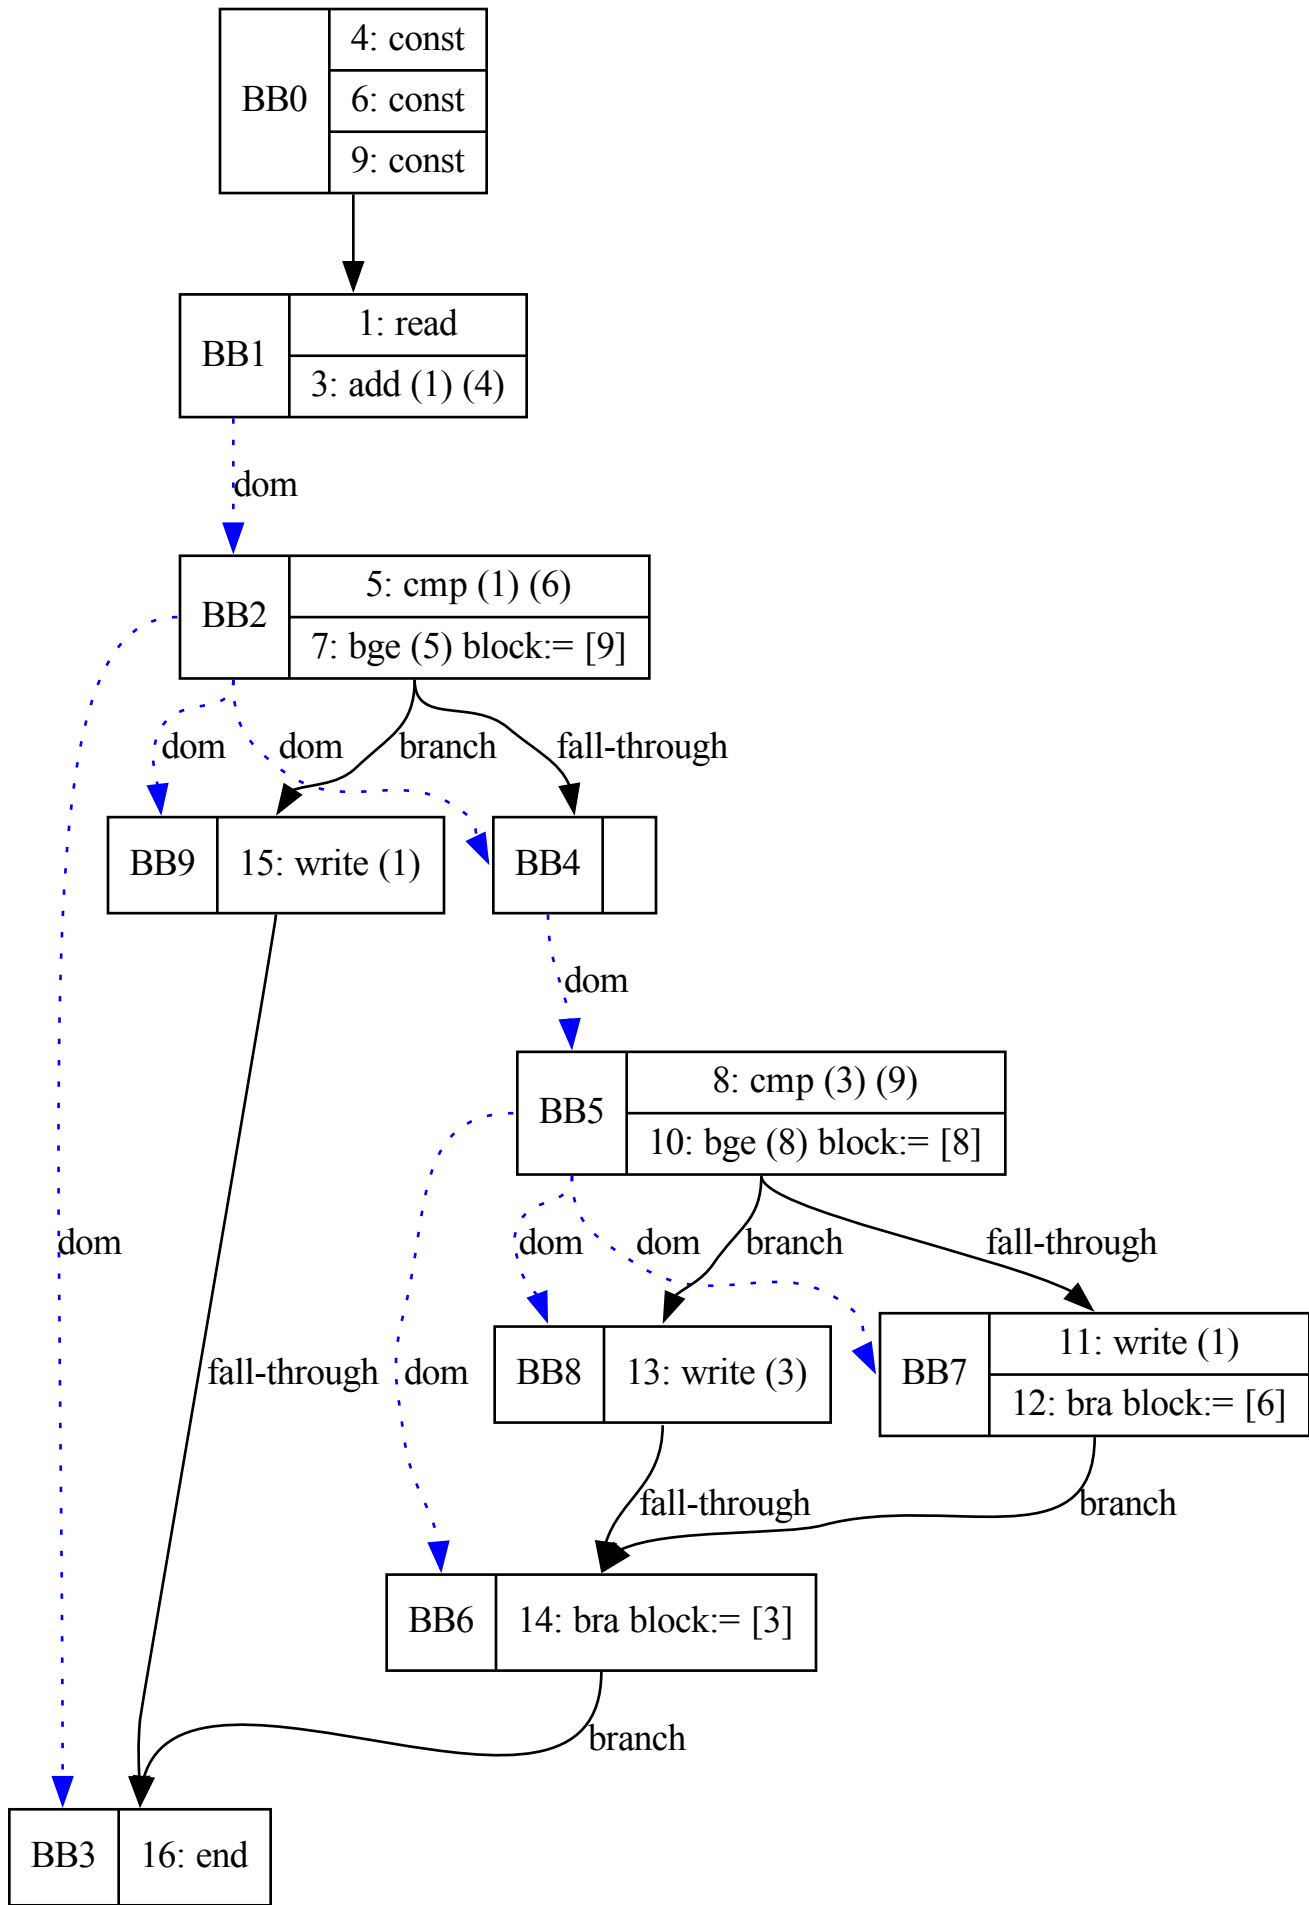 BB0
4: const
6: const
9: const
BB1
1: read
3: add (1) (4)
dom
BB2
5: cmp (1) (6)
7: bge (5) block:= [9]
dom
dom
branch
fall-through
BB9
15: write (1)
BB4
dom
BB5
8: cmp (3) (9)
10: bge (8) block:= [8]
dom
dom
dom
branch
fall-through
fall-through
dom
BB8
13: write (3)
BB7
11: write (1)
12: bra block:= [6]
fall-through
branch
BB6
14: bra block:= [3]
branch
BB3
16: end